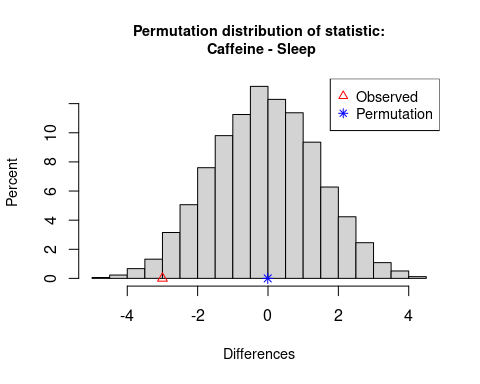 Permutation distribution of statistic:
Caffeine - Sleep
Observed
Permutation
Percent
10
8
6
4
2
0
-4 -2 0 2 4
Differences